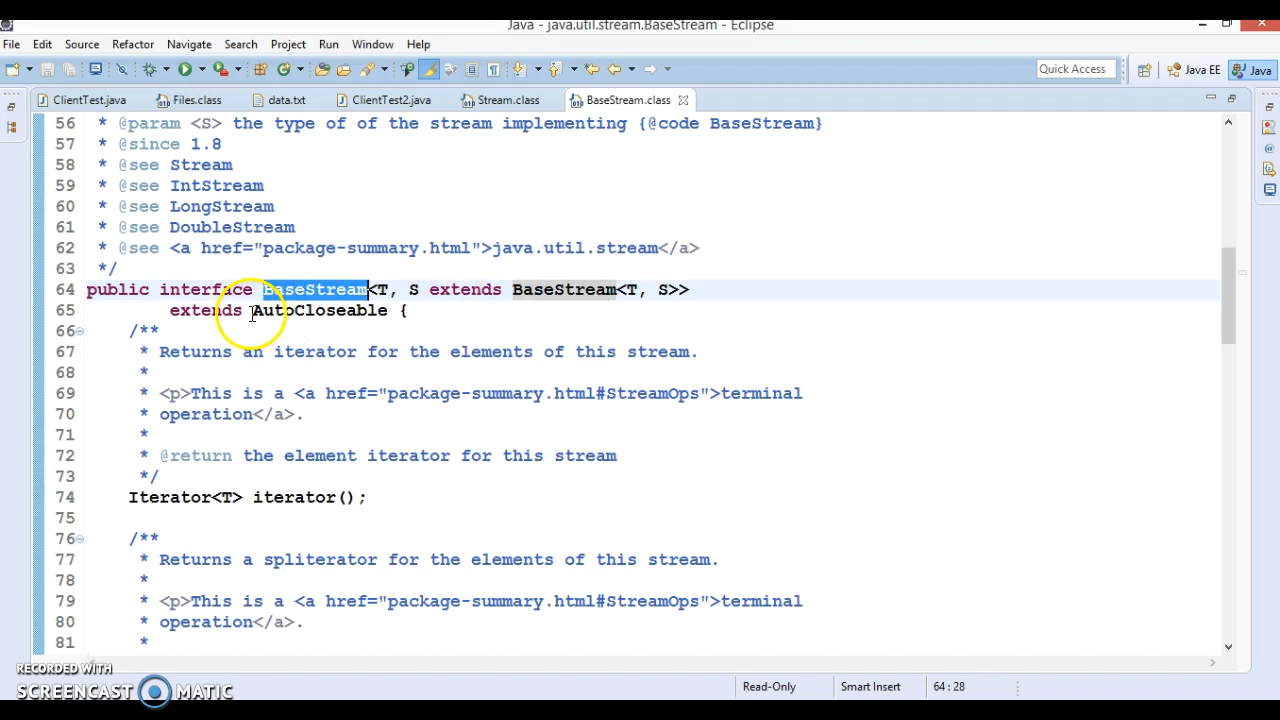 Java - java.util.stream.BaseStream - Eclipse
File Edit Source Refactor Navigate Search Project Run Window Help
Quick Access Java EE Java
ClientTest.java Files.class data.txt ClientTest2.java Stream.class BaseStream.class
56 * @param <S> the type of of the stream implementing {@code BaseStream}
57 * @since 1.8
58 * @see Stream
59 * @see IntStream
60 * @see LongStream
61 * @see DoubleStream
62 * @see <a href="package-summary.html">java.util.stream</a>
63 */
64 public interface BaseStream<T, S extends BaseStream<T, S>>
65 extends AutoCloseable {
66 /**
67 * Returns an iterator for the elements of this stream.
68 *
69 * <p>This is a <a href="package-summary.html#StreamOps">terminal
70 * operation</a>.
71 *
72 * @return the element iterator for this stream
73 */
74 Iterator<T> iterator();
75
76 /**
77 * Returns a spliterator for the elements of this stream.
78 *
79 * <p>This is a <a href="package-summary.html#StreamOps">terminal
80 * operation</a>.
81 *
RECORDED WITH
SCREENCAST MATIC
Read-Only Smart Insert 64 : 28